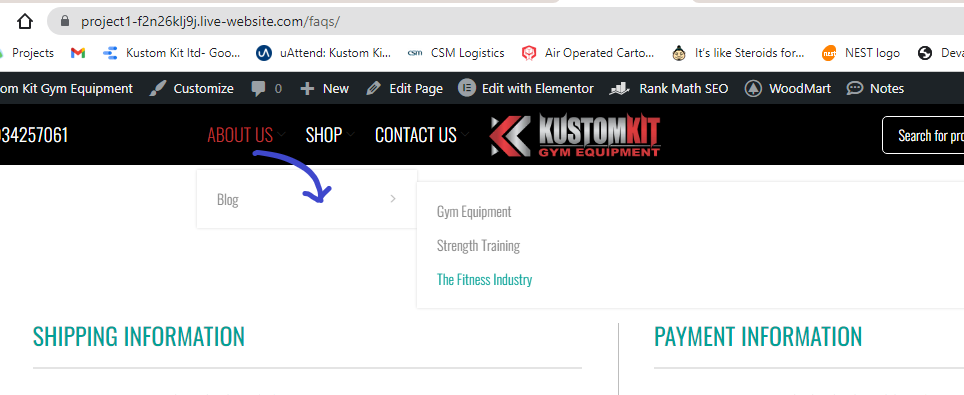 project1-f2n26klj9j.live-website.com/faqs/
Projects M Kustom Kit ltd- Goo... uAttend: Kustom Ki... csm CSM Logistics Air Operated Carto... It's like Steroids for... nest NEST logo Deva
om Kit Gym Equipment Customize 0 + New Edit Page Edit with Elementor Rank Math SEO WoodMart Notes
34257061 ABOUT US SHOP CONTACT US KUSTOMKIT GYM EQUIPMENT Search for pro
Blog >
Gym Equipment
Strength Training
The Fitness Industry
SHIPPING INFORMATION PAYMENT INFORMATION